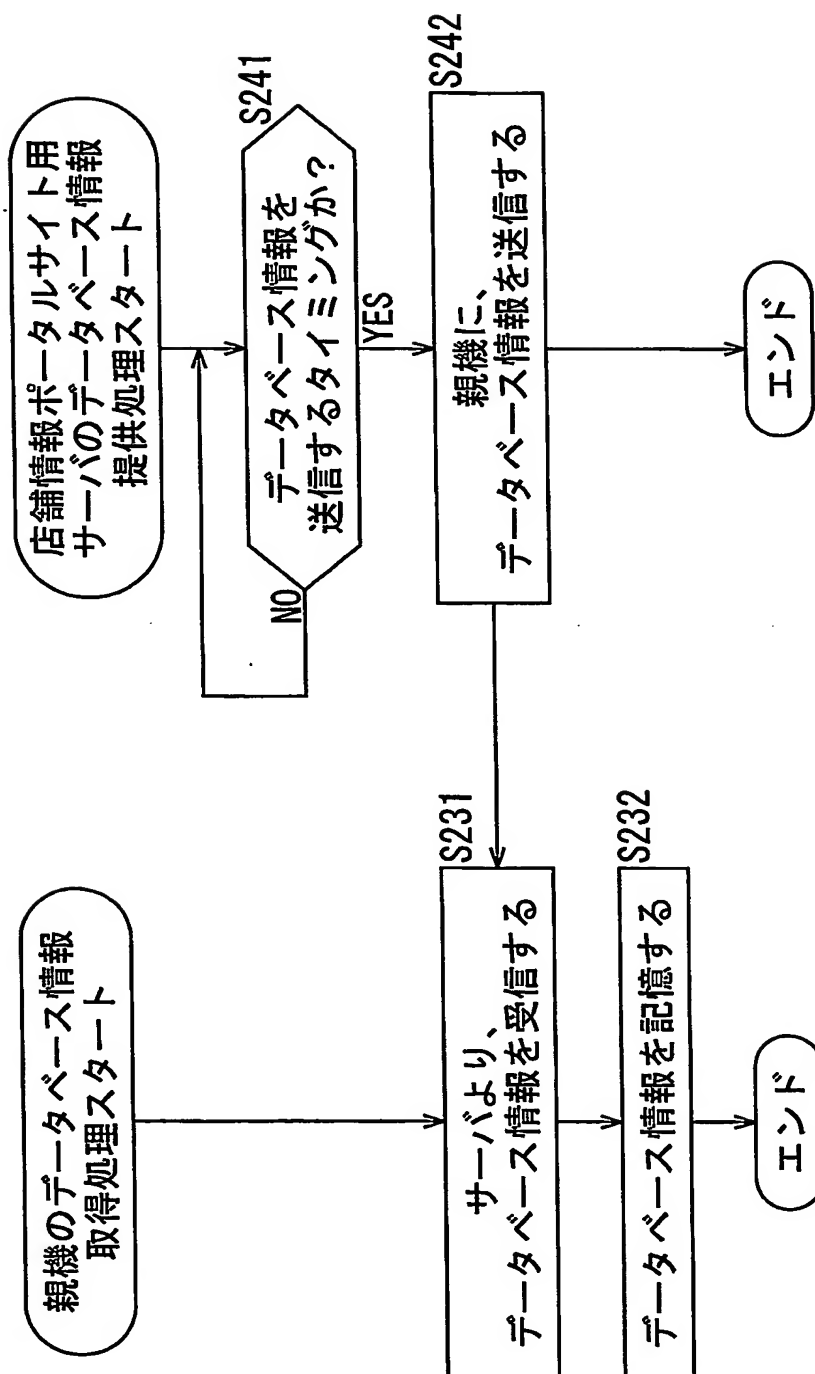 親機のデータベース情報
取得処理スタート
S231
サーバより、
データベース情報を受信する
S232
データベース情報を記憶する
エンド
店舗情報ポータルサイト用
サーバのデータベース情報
提供処理スタート
S241
データベース情報を
送信するタイミングか?
NO
YES
S242
親機に、
データベース情報を送信する
エンド